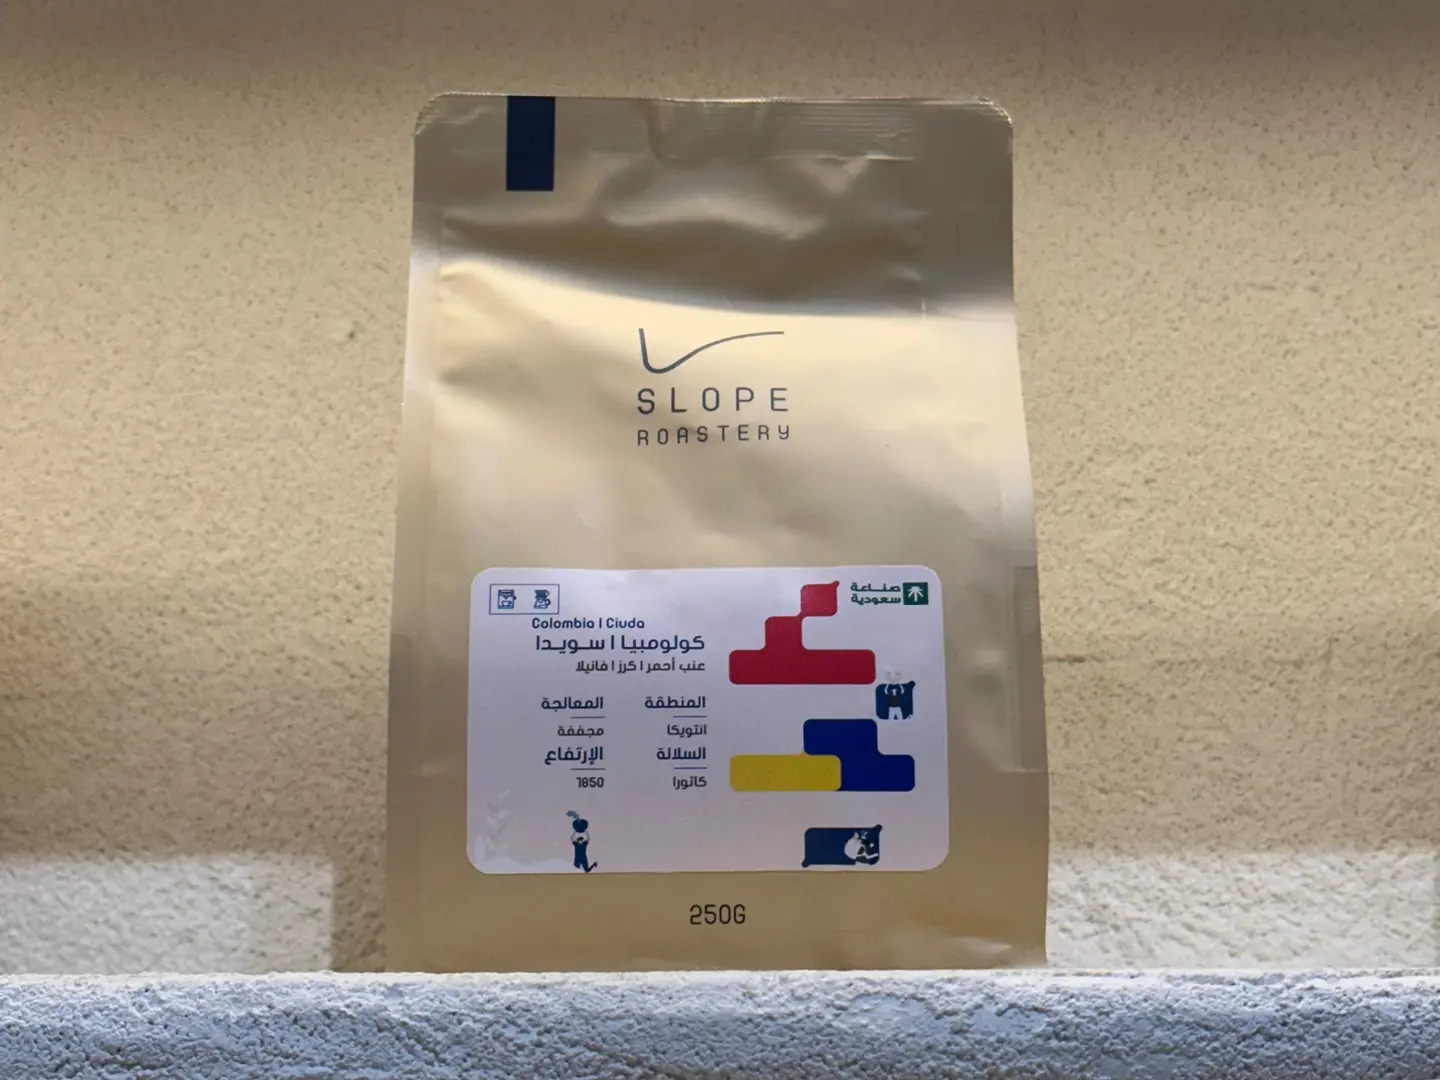 SLOPE
ROASTERY
صناعة
سعودية
Colombia | Ciuda
كولومبيا | سويدا
عنب أحمر | كرز | فانيلا
المنطقة
انتويكا
المعالجة
مجففة
السلالة
كاتورا
الإرتفاع
1850
250G